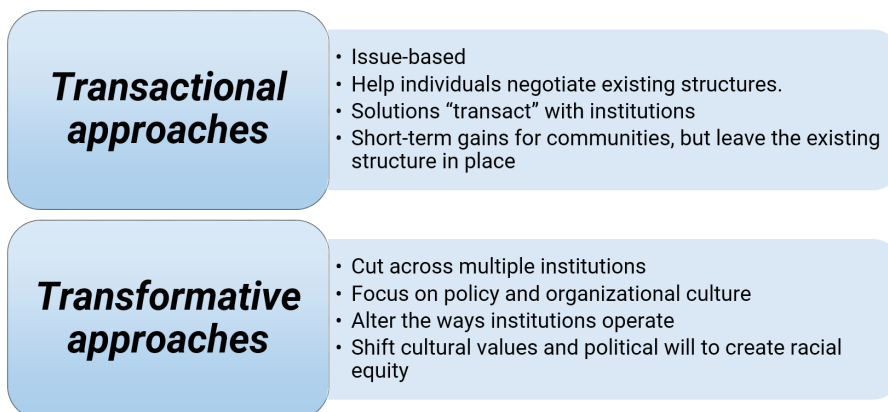 Transactional
approaches
• Issue-based
• Help individuals negotiate existing structures.
• Solutions “transact” with institutions
• Short-term gains for communities, but leave the existing
structure in place
Transformative
approaches
• Cut across multiple institutions
• Focus on policy and organizational culture
• Alter the ways institutions operate
• Shift cultural values and political will to create racial
equity